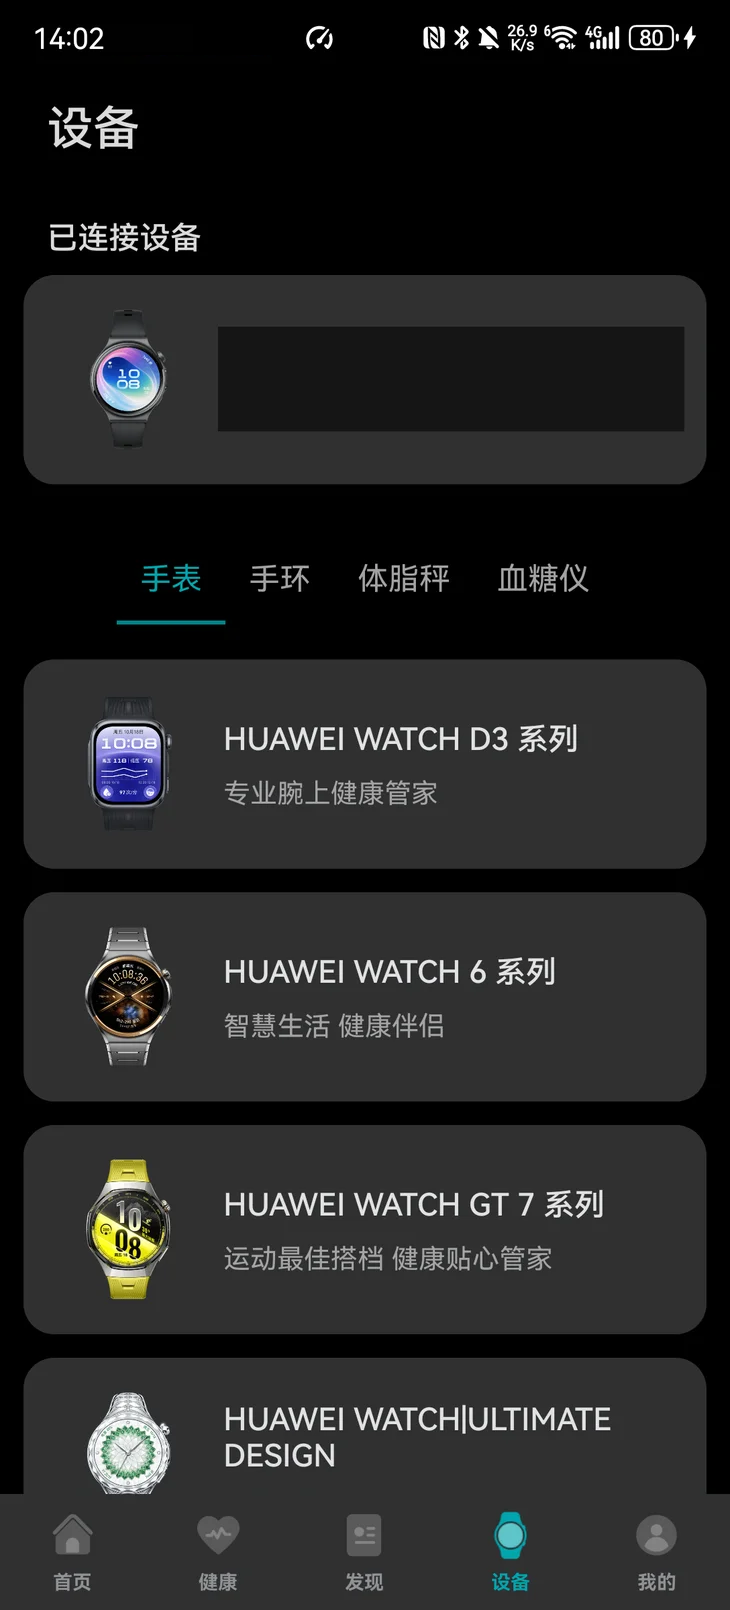 14:02
26.9 K/s 6 4G 80
设备
已连接设备
10
08
手表 手环 体脂秤 血糖仪
10:08
HUAWEI WATCH D3 系列
专业腕上健康管家
10:08:36
HUAWEI WATCH 6 系列
智慧生活 健康伴侣
10
08
HUAWEI WATCH GT 7 系列
运动最佳搭档 健康贴心管家
HUAWEI WATCH|ULTIMATE
DESIGN
首页 健康 发现 设备 我的